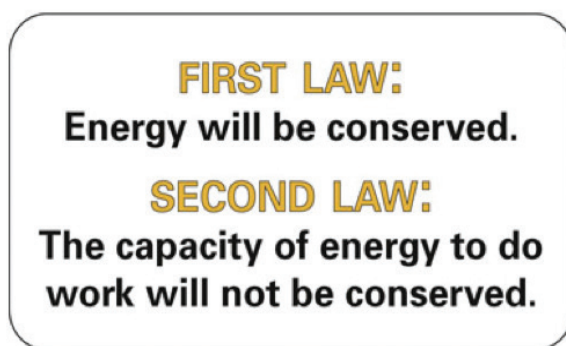 FIRST LAW:
Energy will be conserved.
SECOND LAW:
The capacity of energy to do
work will not be conserved.